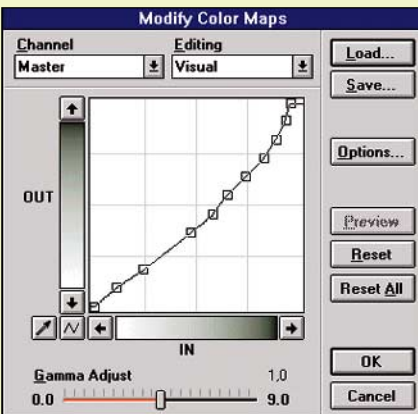 Modify Color Maps
Channel
Editing
Master
Visual
Load...
Save...
Options...
Preview
Reset
Reset All
OK
Cancel
OUT
IN
Gamma Adjust 1,0
0.0 9.0